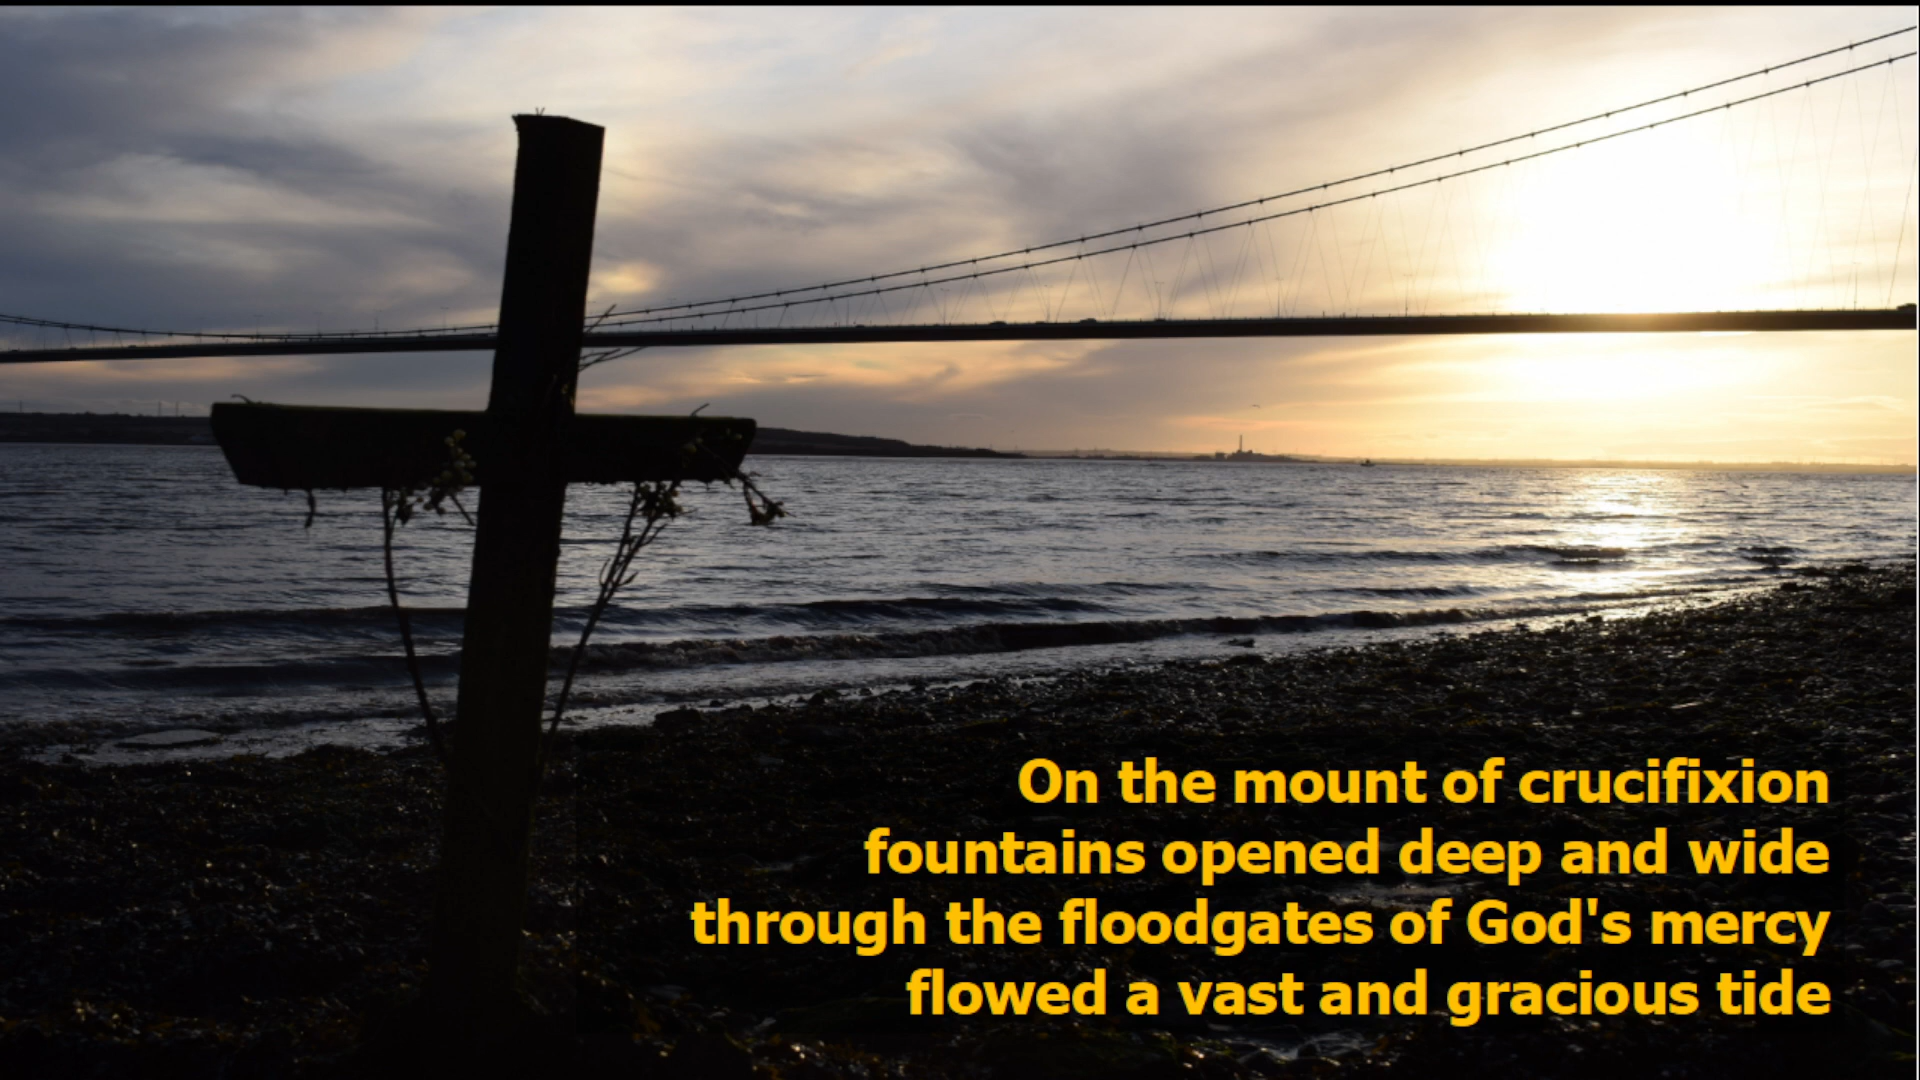 On the mount of crucifixion
fountains opened deep and wide
through the floodgates of God's mercy
flowed a vast and gracious tide